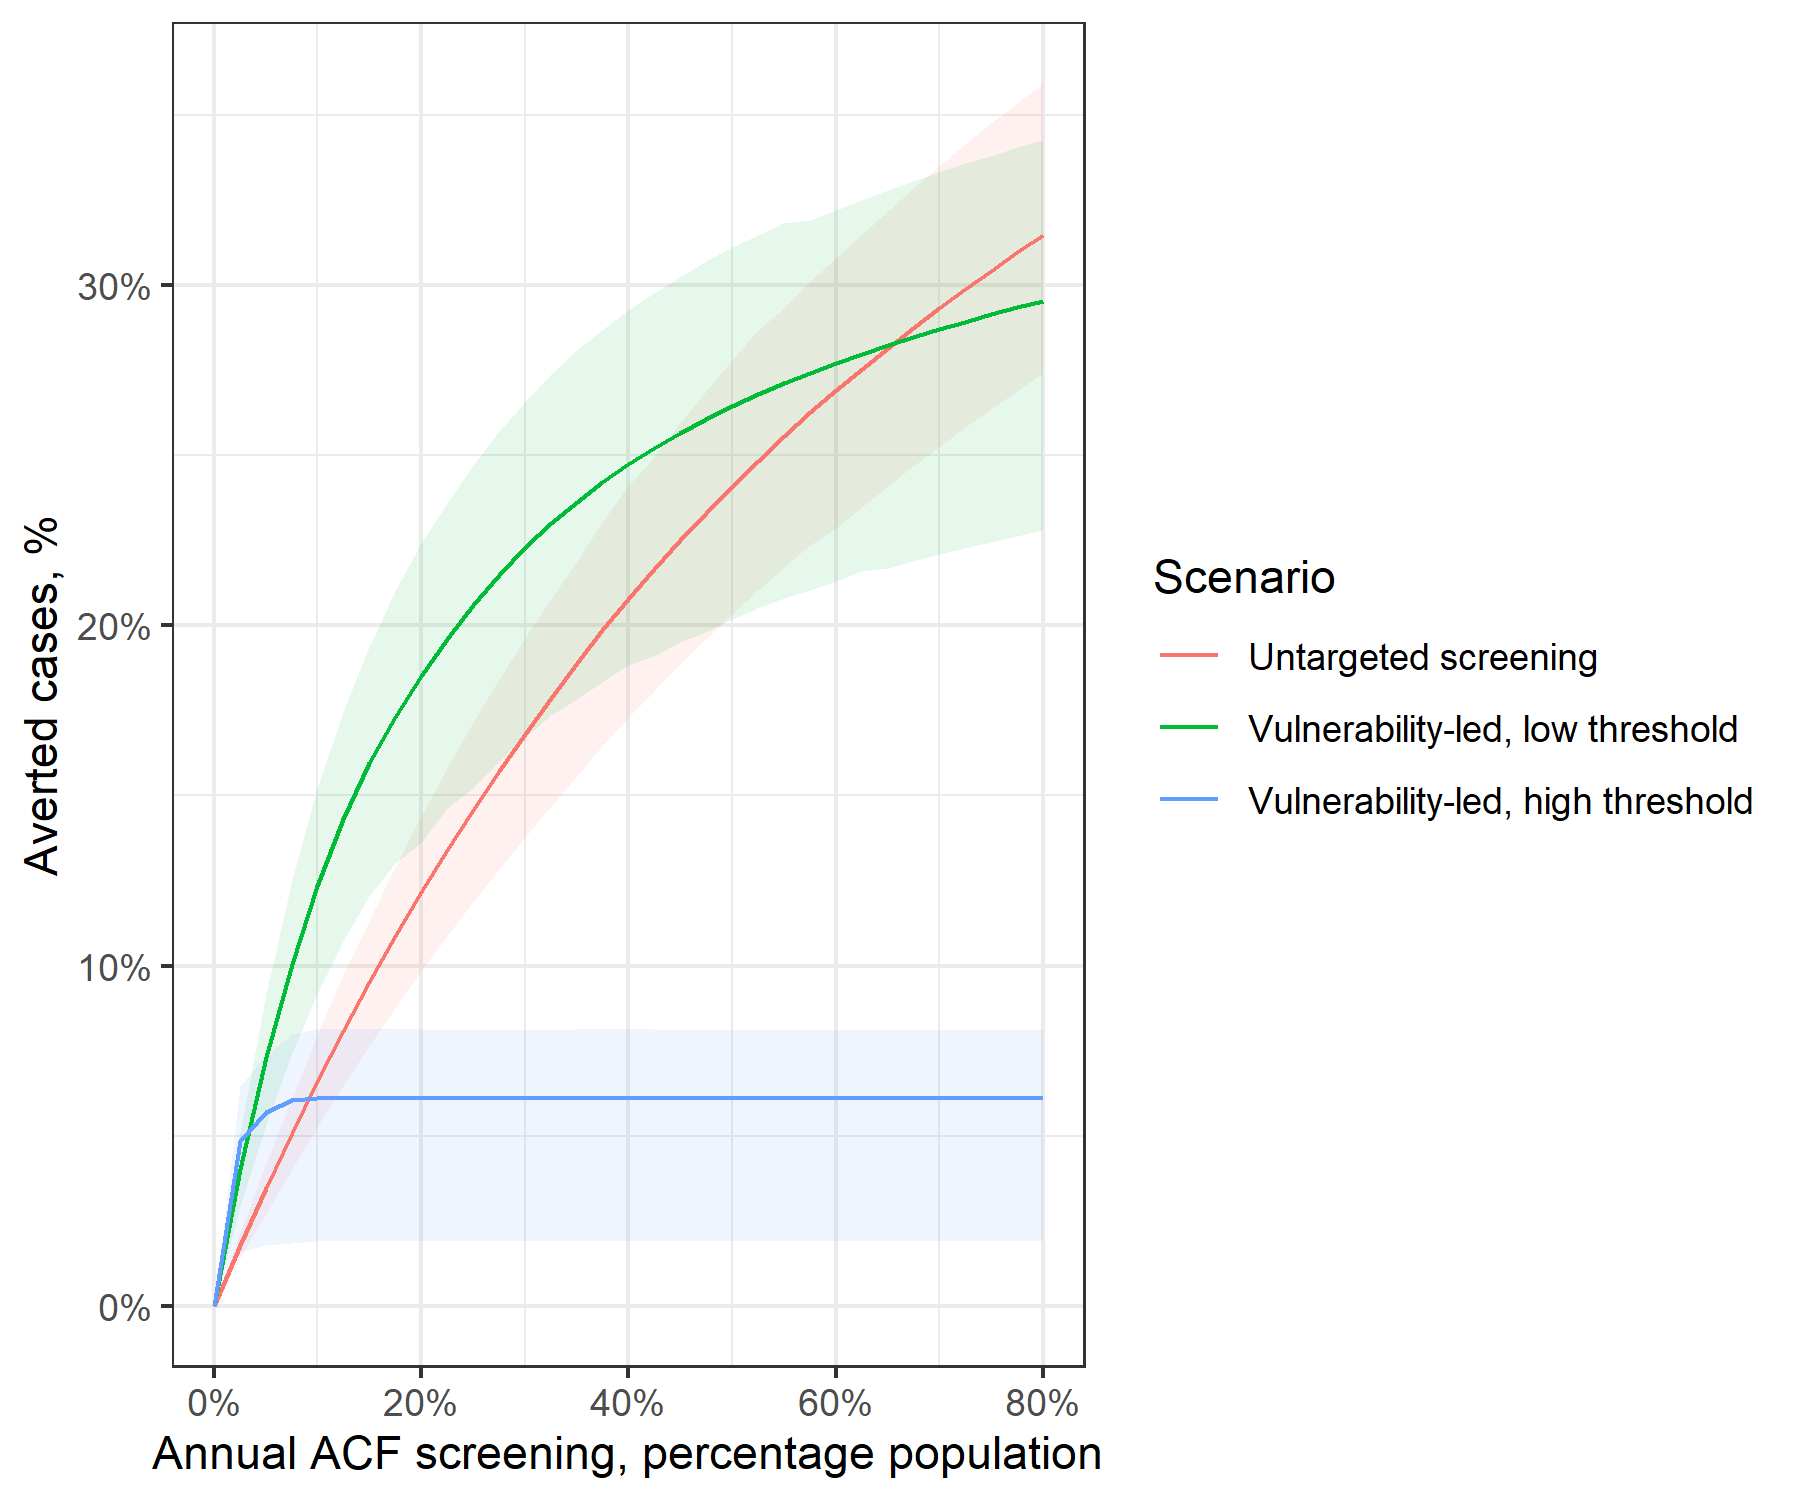 Averted cases, %
30%
20%
10%
0%
0% 20% 40% 60% 80%
Annual ACF screening, percentage population
Scenario
Untargeted screening
Vulnerability-led, low threshold
Vulnerability-led, high threshold